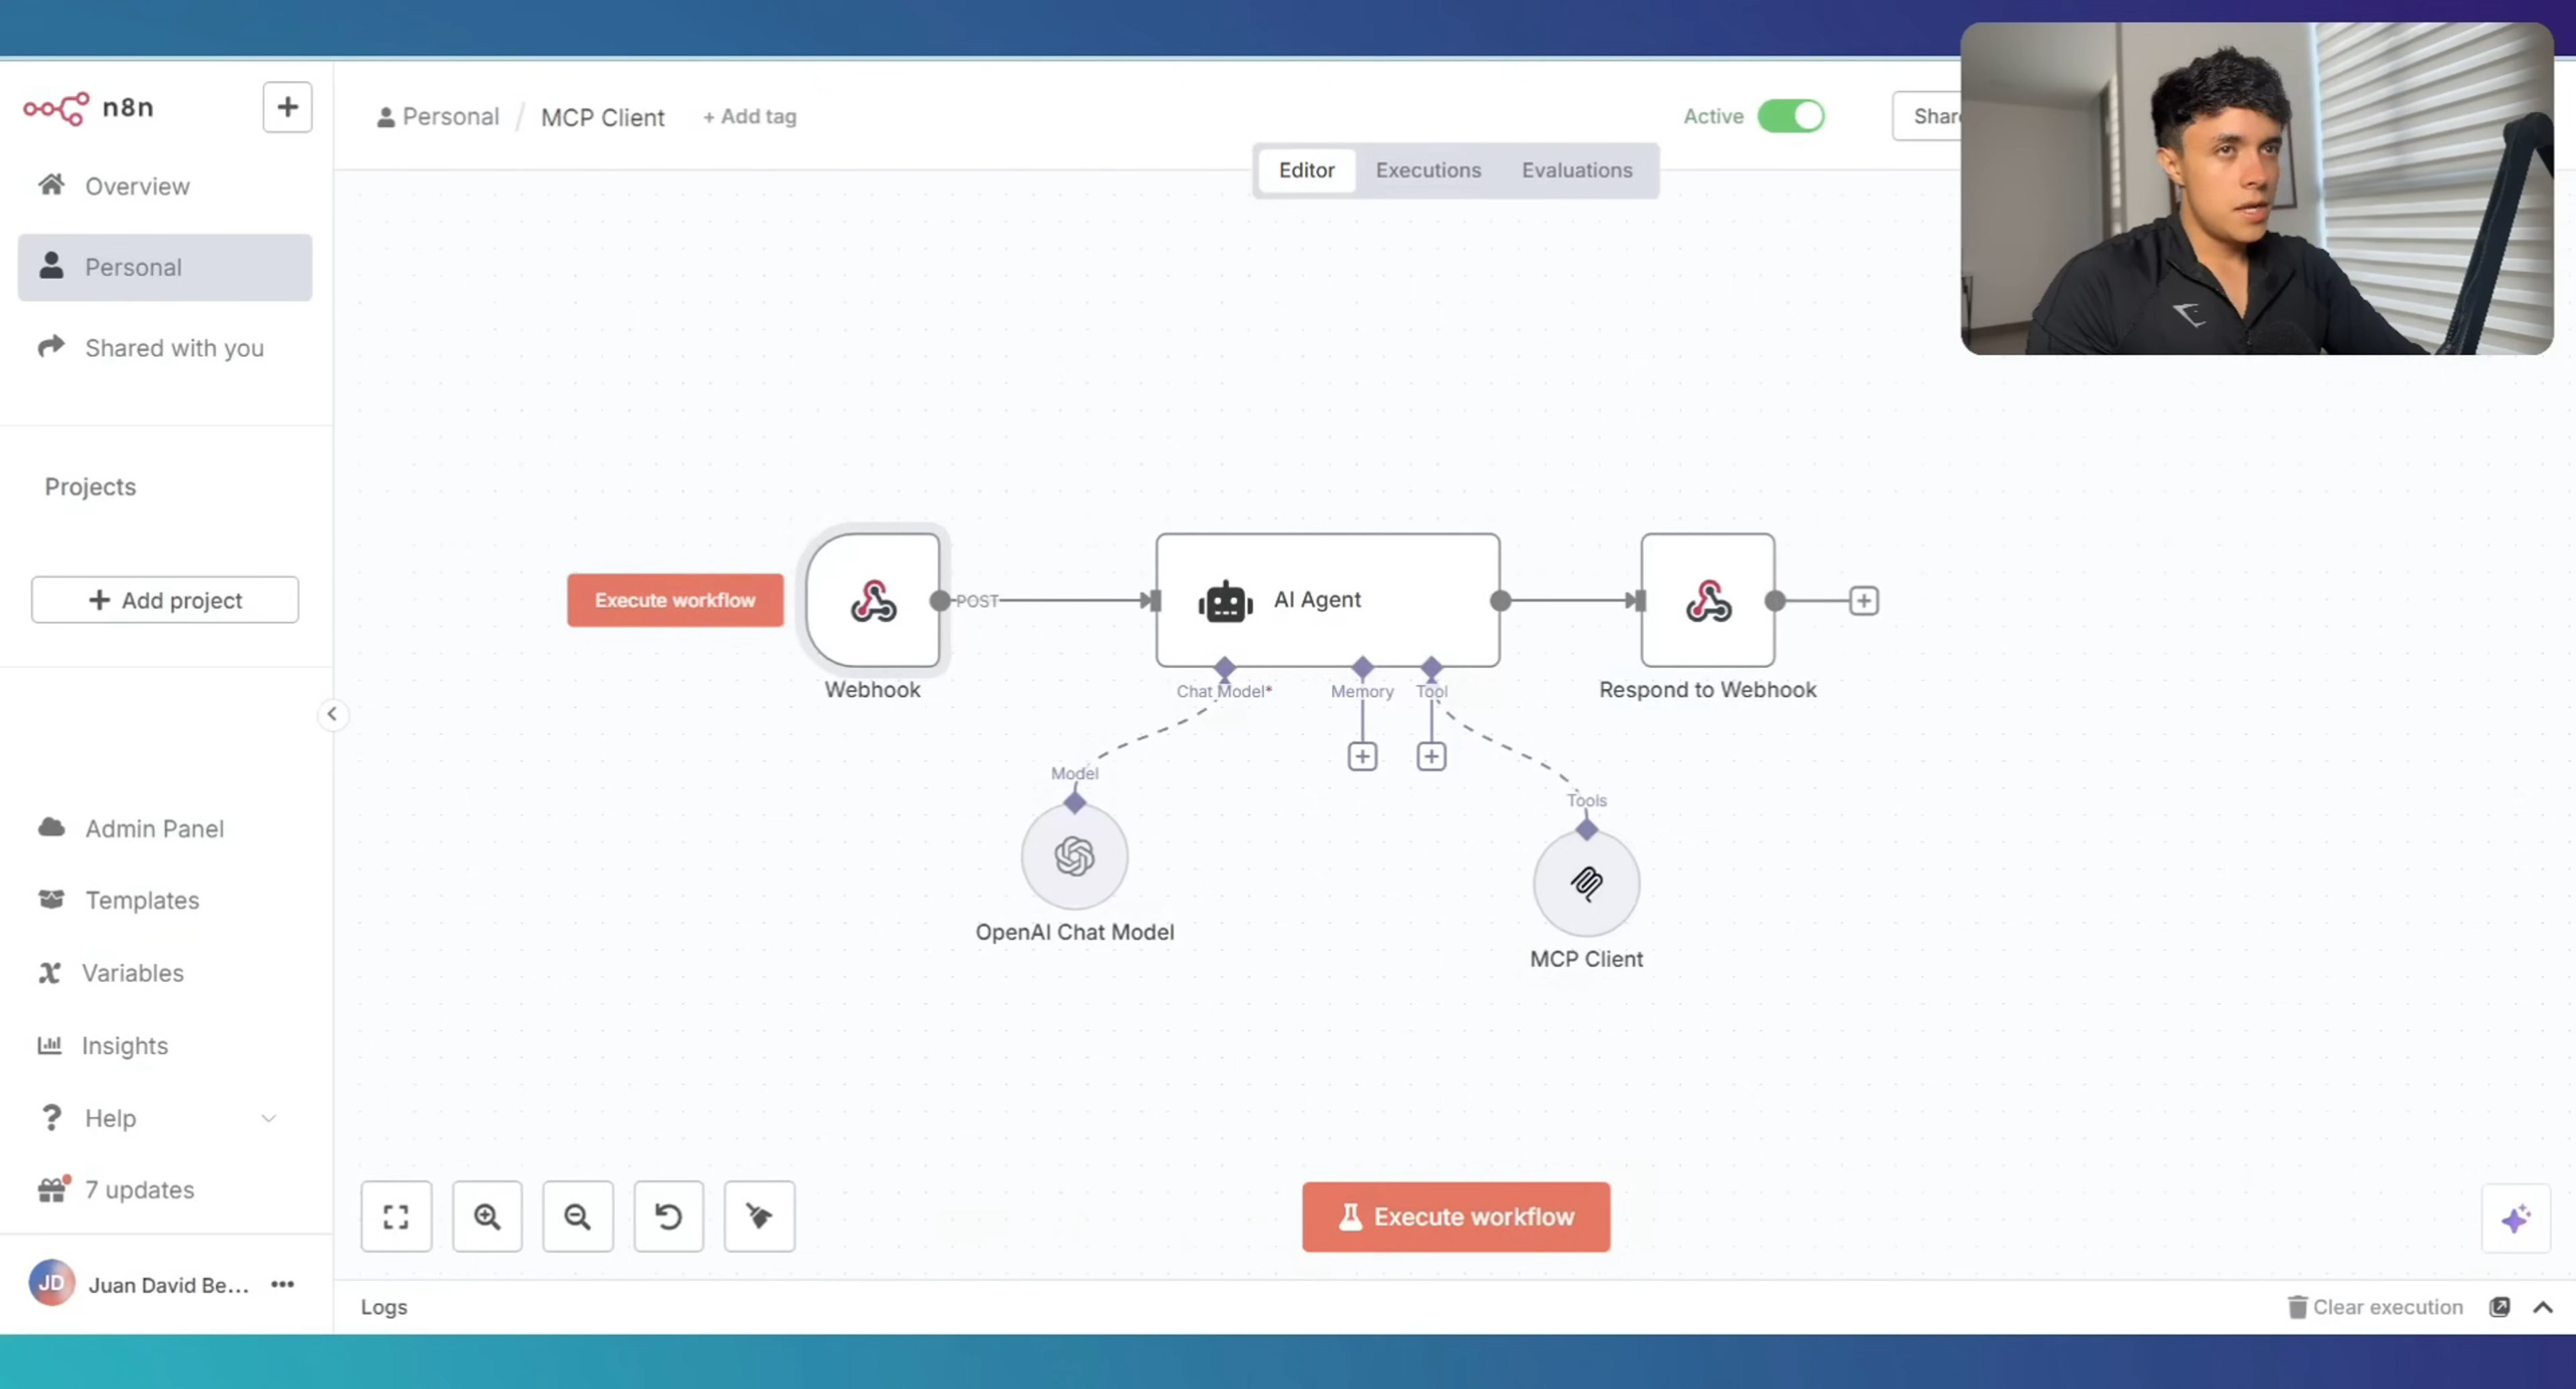 n8n
Overview
Personal
Shared with you
Projects
Add project
Admin Panel
Templates
Variables
Insights
Help
7 updates
JD
Juan David Be...
Personal / MCP Client + Add tag
Active
Shar
Editor Executions Evaluations
Execute workflow
POST
AI Agent
Webhook
Chat Model*
Memory
Tool
Respond to Webhook
Model
Tools
OpenAI Chat Model
MCP Client
Execute workflow
Logs
Clear execution